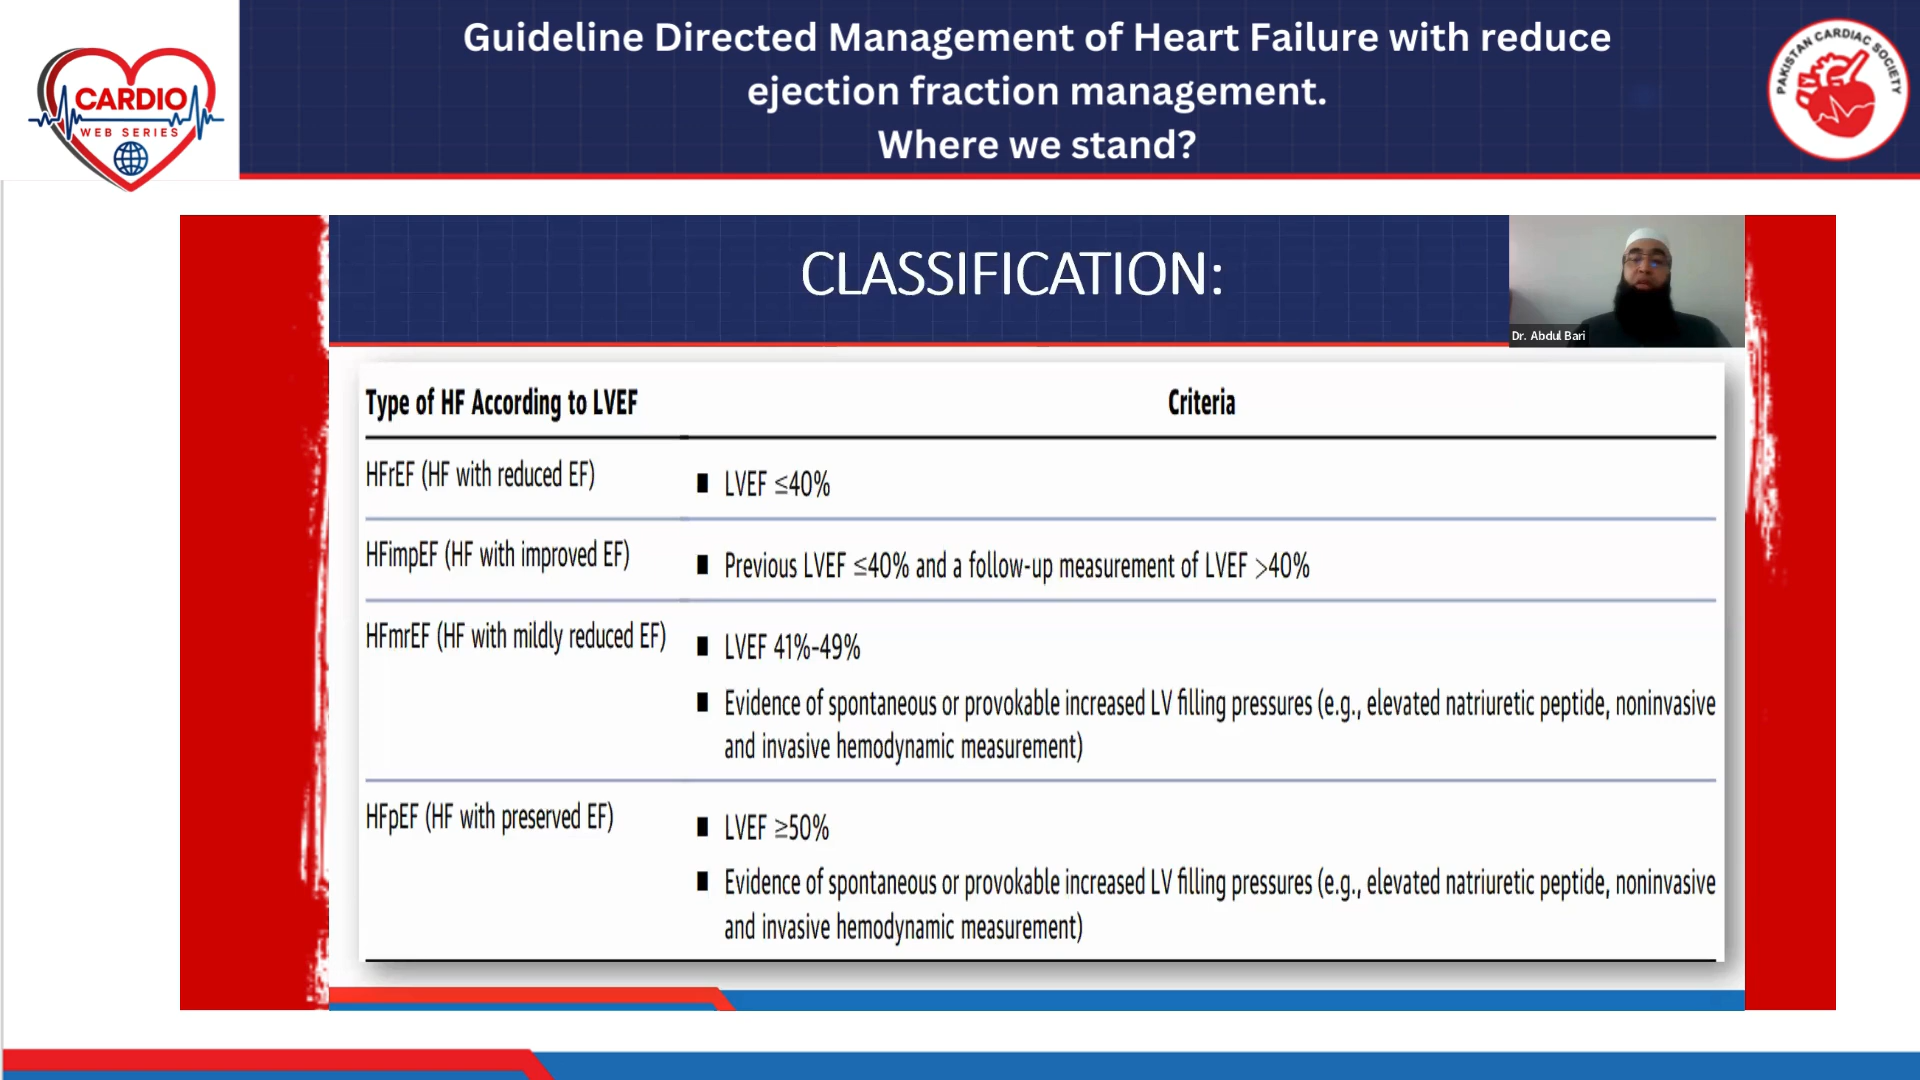 Guideline Directed Management of Heart Failure with reduce
ejection fraction management.
Where we stand?
CARDIO
WEB SERIES
PAKISTAN CARDIAC SOCIETY
CLASSIFICATION:
Dr. Abdul Bari
Type of HF According to LVEF Criteria
HFrEF (HF with reduced EF) ■ LVEF ≤40%
HFimpEF (HF with improved EF) ■ Previous LVEF ≤40% and a follow-up measurement of LVEF >40%
HFmrEF (HF with mildly reduced EF) ■ LVEF 41%-49%
■ Evidence of spontaneous or provokable increased LV filling pressures (e.g., elevated natriuretic peptide, noninvasive
and invasive hemodynamic measurement)
HFpEF (HF with preserved EF) ■ LVEF ≥50%
■ Evidence of spontaneous or provokable increased LV filling pressures (e.g., elevated natriuretic peptide, noninvasive
and invasive hemodynamic measurement)